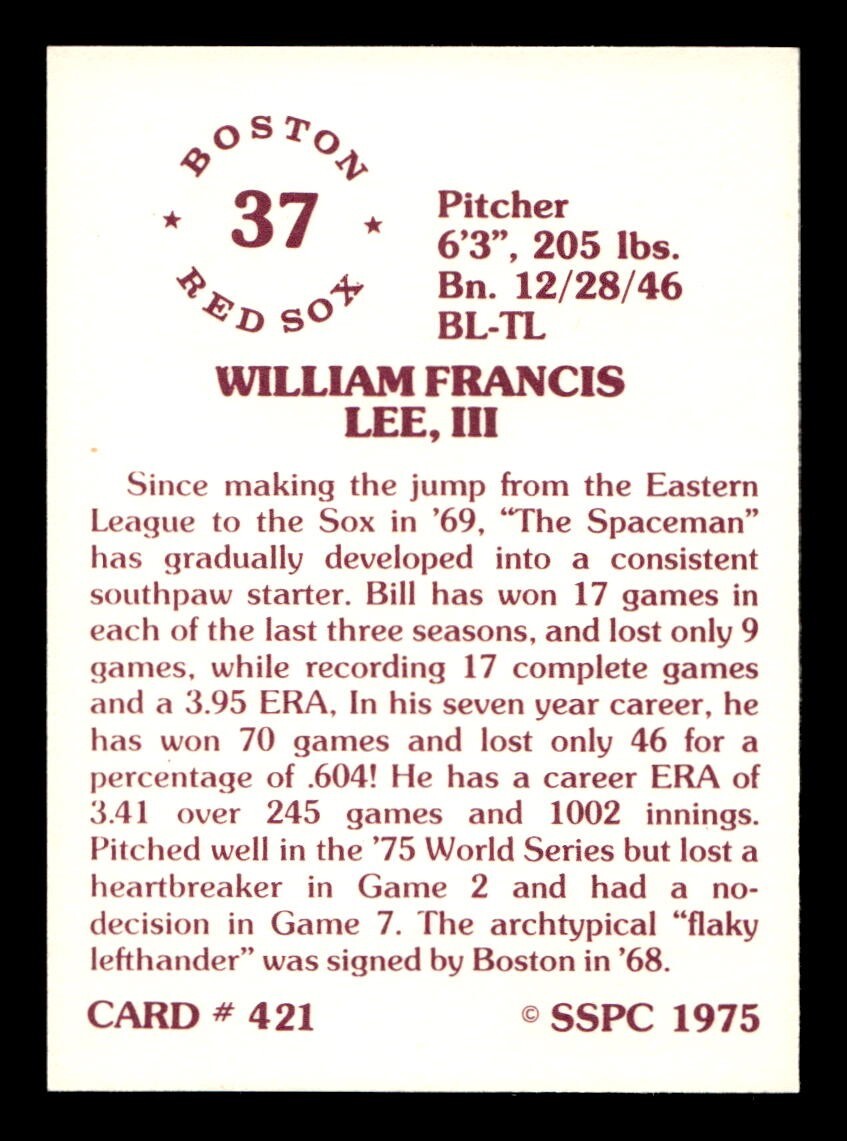 BOSTON
37
RED SOX
Pitcher
6'3", 205 lbs.
Bn. 12/28/46
BL-TL
WILLIAM FRANCIS
LEE, III
Since making the jump from the Eastern
League to the Sox in '69, "The Spaceman"
has gradually developed into a consistent
southpaw starter. Bill has won 17 games in
each of the last three seasons, and lost only 9
games, while recording 17 complete games
and a 3.95 ERA, In his seven year career, he
has won 70 games and lost only 46 for a
percentage of .604! He has a career ERA of
3.41 over 245 games and 1002 innings.
Pitched well in the '75 World Series but lost a
heartbreaker in Game 2 and had a no-
decision in Game 7. The archtypical "flaky
lefthander" was signed by Boston in '68.
CARD # 421
© SSPC 1975